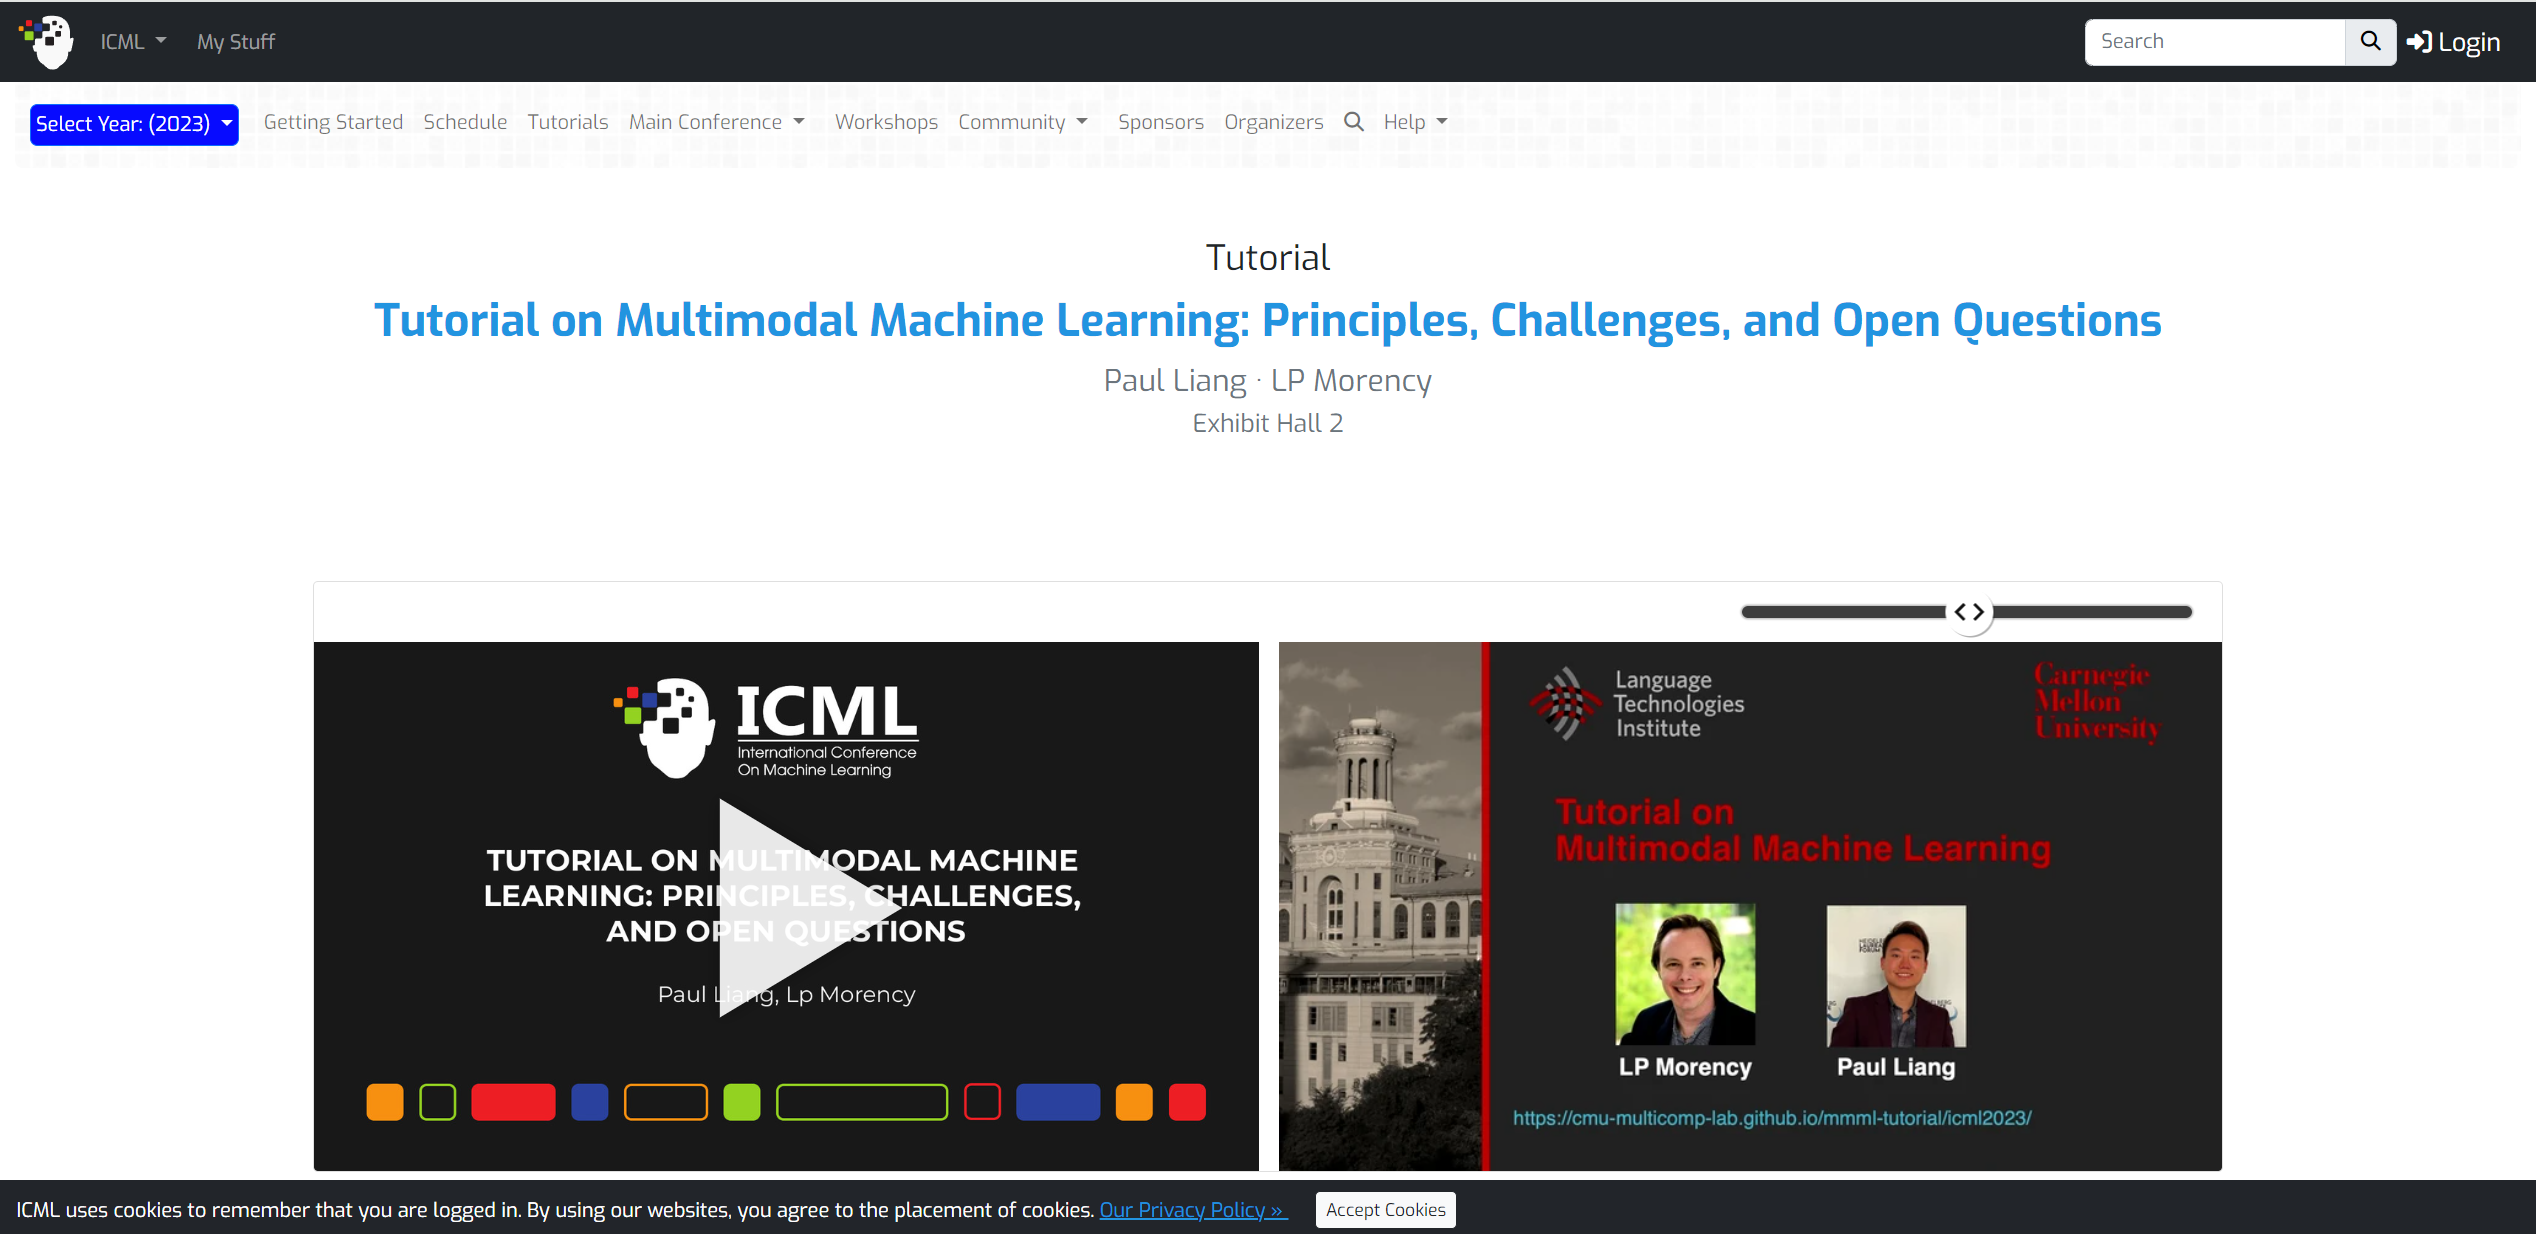 ICML My Stuff
Search
Login
Select Year: (2023) Getting Started Schedule Tutorials Main Conference Workshops Community Sponsors Organizers Help
Tutorial
Tutorial on Multimodal Machine Learning: Principles, Challenges, and Open Questions
Paul Liang · LP Morency
Exhibit Hall 2
ICML
International Conference
On Machine Learning
TUTORIAL ON MULTIMODAL MACHINE
LEARNING: PRINCIPLES, CHALLENGES,
AND OPEN QUESTIONS
Paul Liang, Lp Morency
Language
Technologies
Institute
Carnegie
Mellon
University
Tutorial on
Multimodal Machine Learning
LP Morency
Paul Liang
https://cmu-multicomp-lab.github.io/mmml-tutorial/icml2023/
ICML uses cookies to remember that you are logged in. By using our websites, you agree to the placement of cookies. Our Privacy Policy » Accept Cookies